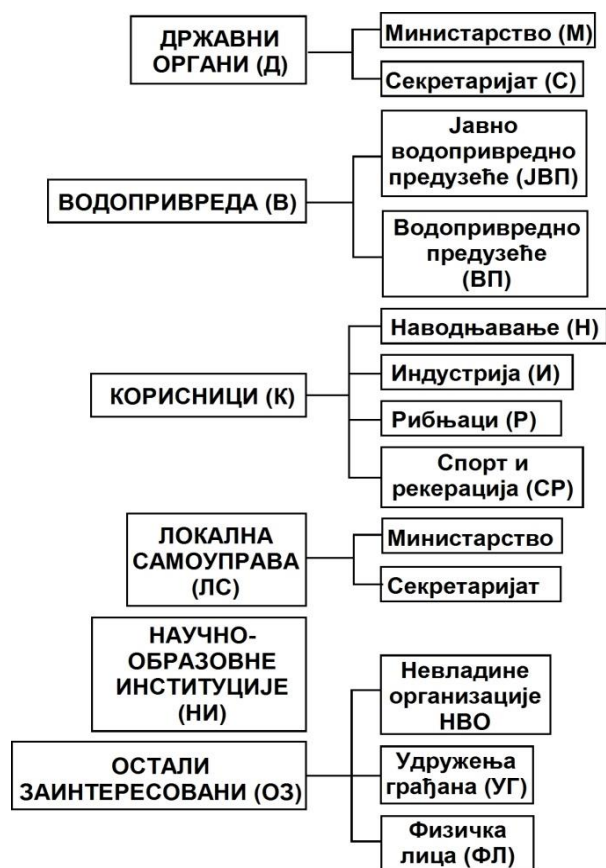 ДРЖАВНИ
ОРГАНИ (Д)
Министарство (М)
Секретаријат (С)
ВОДОПРИВРЕДА (В)
Јавно
водопривредно
предузеће (ЈВП)
Водопривредно
предузеће
(ВП)
КОРИСНИЦИ (К)
Наводњавање (Н)
Индустрија (И)
Рибњаци (Р)
Спорт и
рекерација (СР)
ЛОКАЛНА
САМОУПРАВА
(ЛС)
Министарство
Секретаријат
НАУЧНО-
ОБРАЗОВНЕ
ИНСТИТУЦИЈЕ
(НИ)
ОСТАЛИ
ЗАИНТЕРЕСОВАНИ (ОЗ)
Невладине
организације
НВО
Удружења
грађана (УГ)
Физичка
лица (ФЛ)